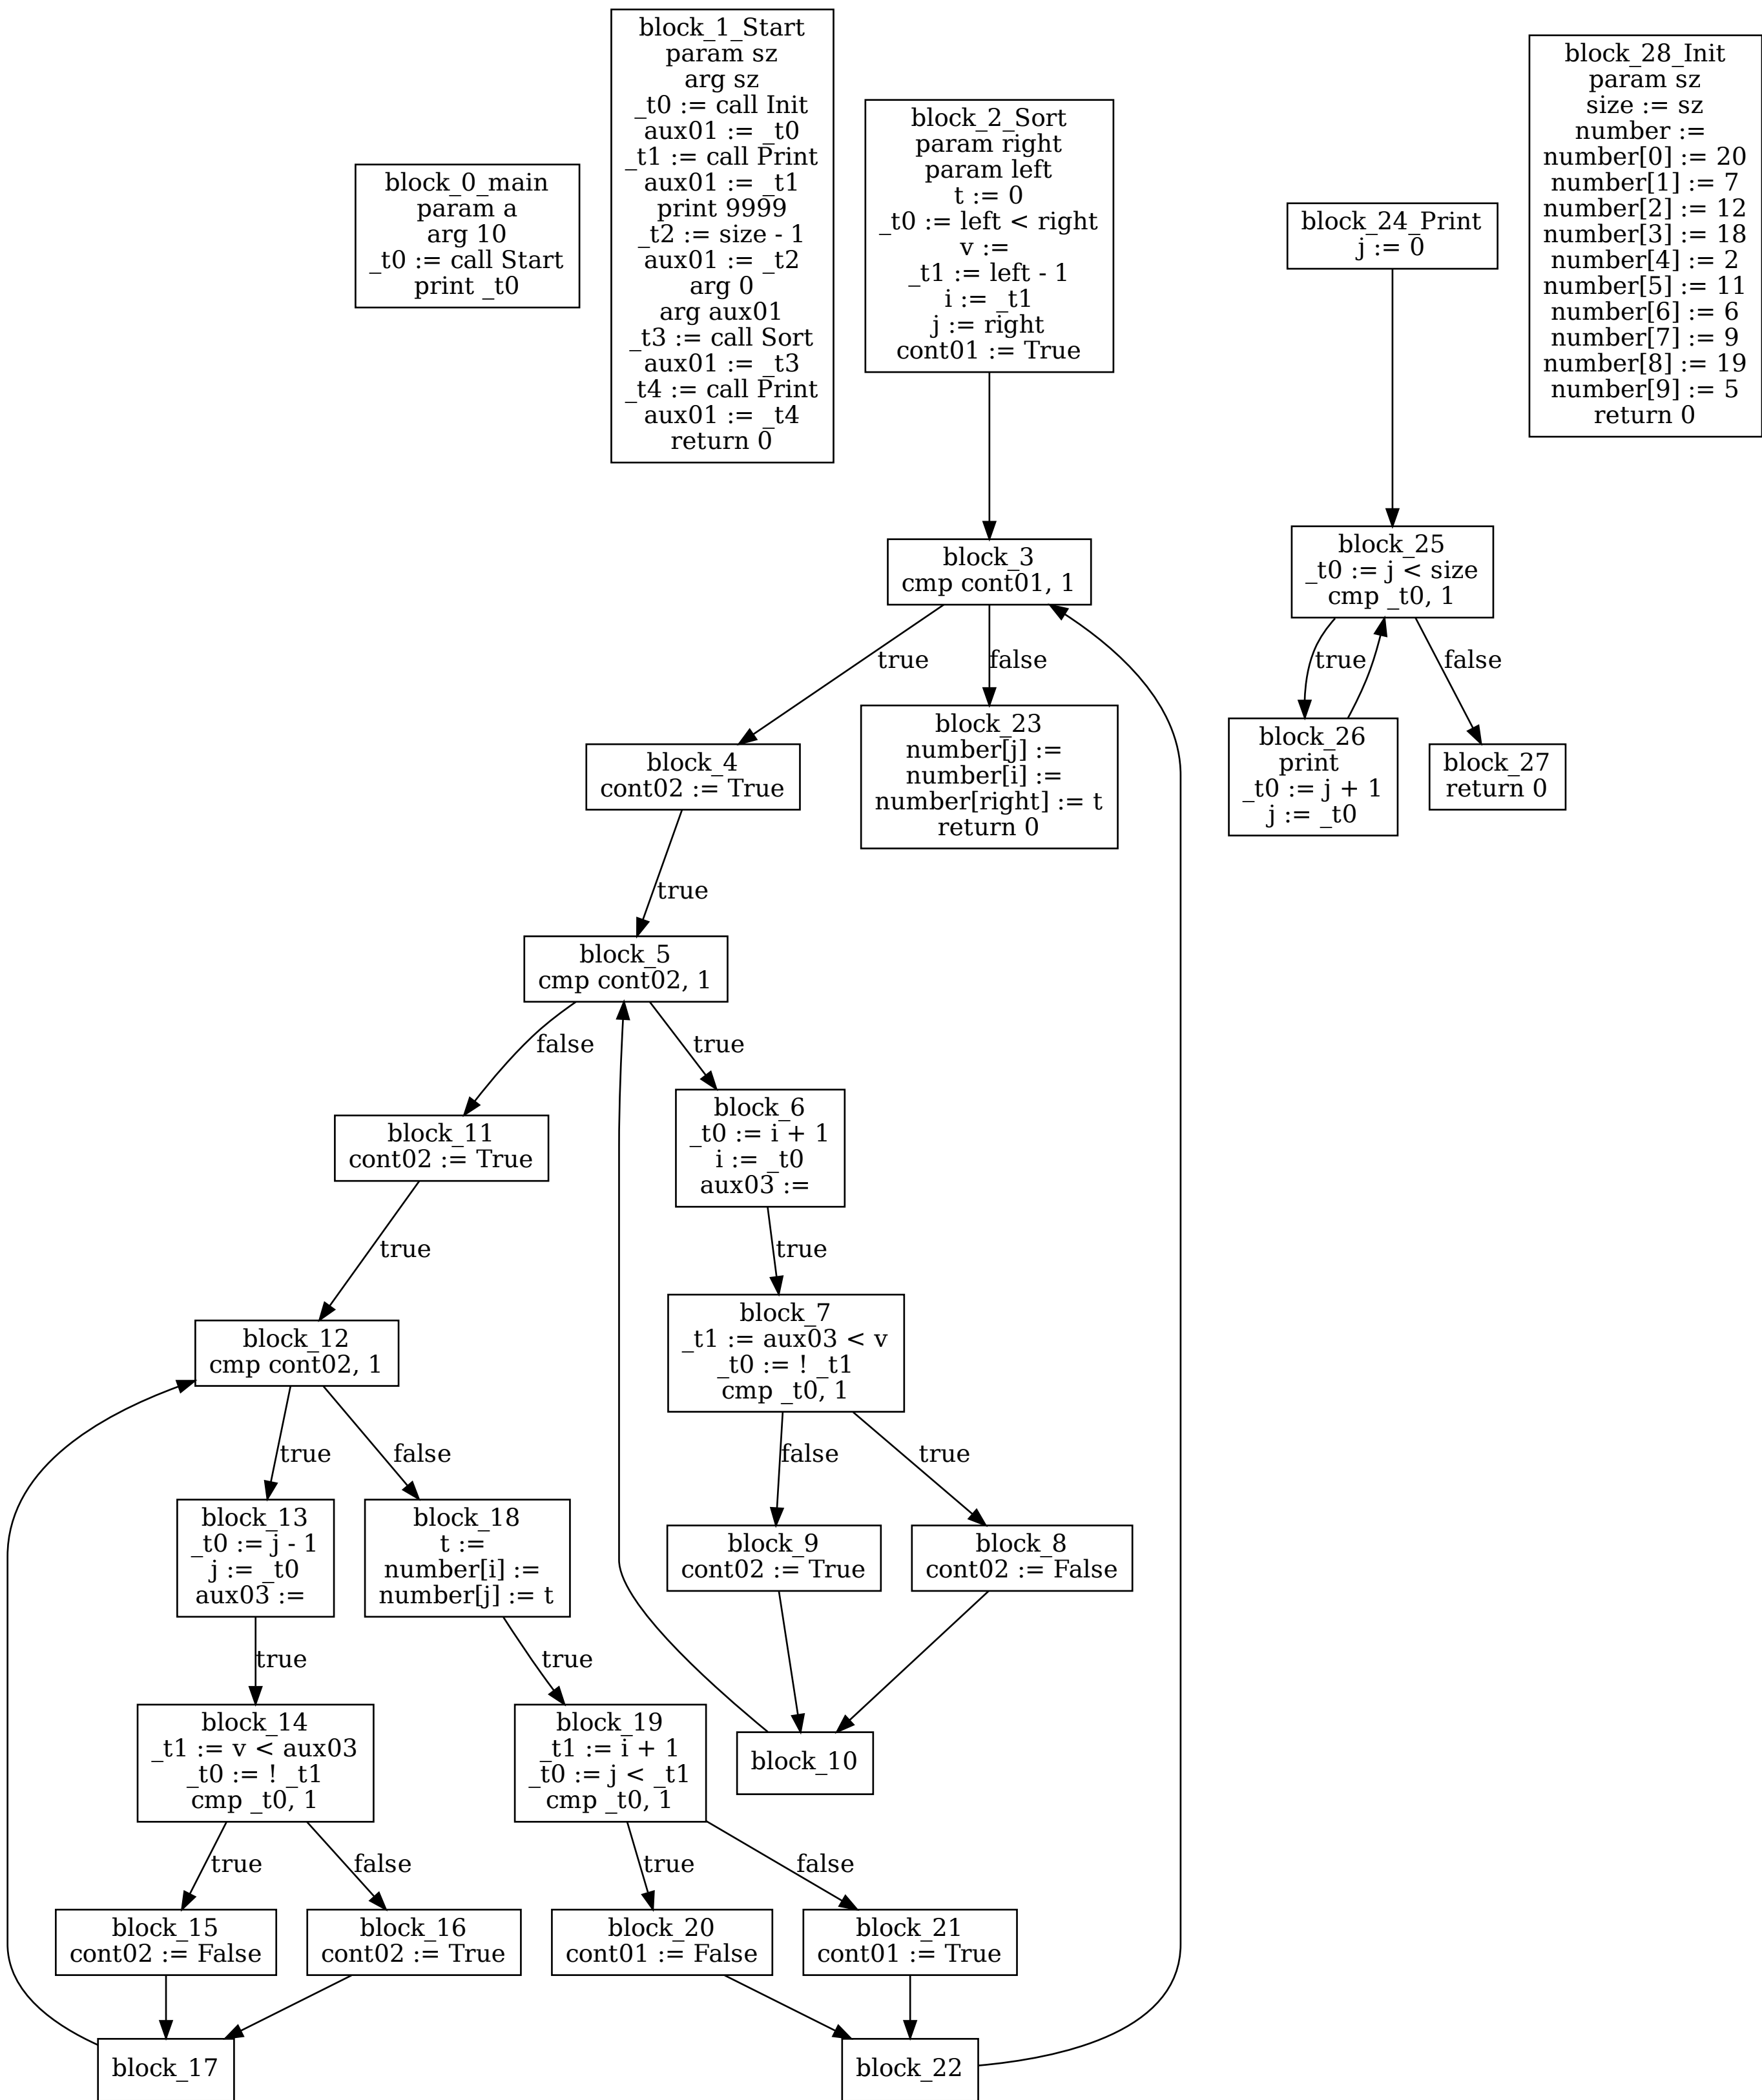 block_0_main
param a
arg 10
_t0 := call Start
print _t0
block_1_Start
param sz
arg sz
_t0 := call Init
aux01 := _t0
_t1 := call Print
aux01 := _t1
print 9999
_t2 := size - 1
aux01 := _t2
arg 0
arg aux01
_t3 := call Sort
aux01 := _t3
_t4 := call Print
aux01 := _t4
return 0
block_2_Sort
param right
param left
t := 0
_t0 := left < right
v :=
_t1 := left - 1
i := _t1
j := right
cont01 := True
block_24_Print
j := 0
block_28_Init
param sz
size := sz
number :=
number[0] := 20
number[1] := 7
number[2] := 12
number[3] := 18
number[4] := 2
number[5] := 11
number[6] := 6
number[7] := 9
number[8] := 19
number[9] := 5
return 0
block_3
cmp cont01, 1
block_25
_t0 := j < size
cmp _t0, 1
true
false
true
false
block_4
cont02 := True
block_23
number[j] :=
number[i] :=
number[right] := t
return 0
block_26
print
_t0 := j + 1
j := _t0
block_27
return 0
true
block_5
cmp cont02, 1
false
true
block_11
cont02 := True
block_6
_t0 := i + 1
i := _t0
aux03 :=
true
true
block_12
cmp cont02, 1
block_7
_t1 := aux03 < v
_t0 := ! _t1
cmp _t0, 1
true
false
false
true
block_13
_t0 := j - 1
j := _t0
aux03 :=
block_18
t :=
number[i] :=
number[j] := t
block_9
cont02 := True
block_8
cont02 := False
true
true
block_14
_t1 := v < aux03
_t0 := ! _t1
cmp _t0, 1
block_19
_t1 := i + 1
_t0 := j < _t1
cmp _t0, 1
block_10
true
false
true
false
block_15
cont02 := False
block_16
cont02 := True
block_20
cont01 := False
block_21
cont01 := True
block_17
block_22